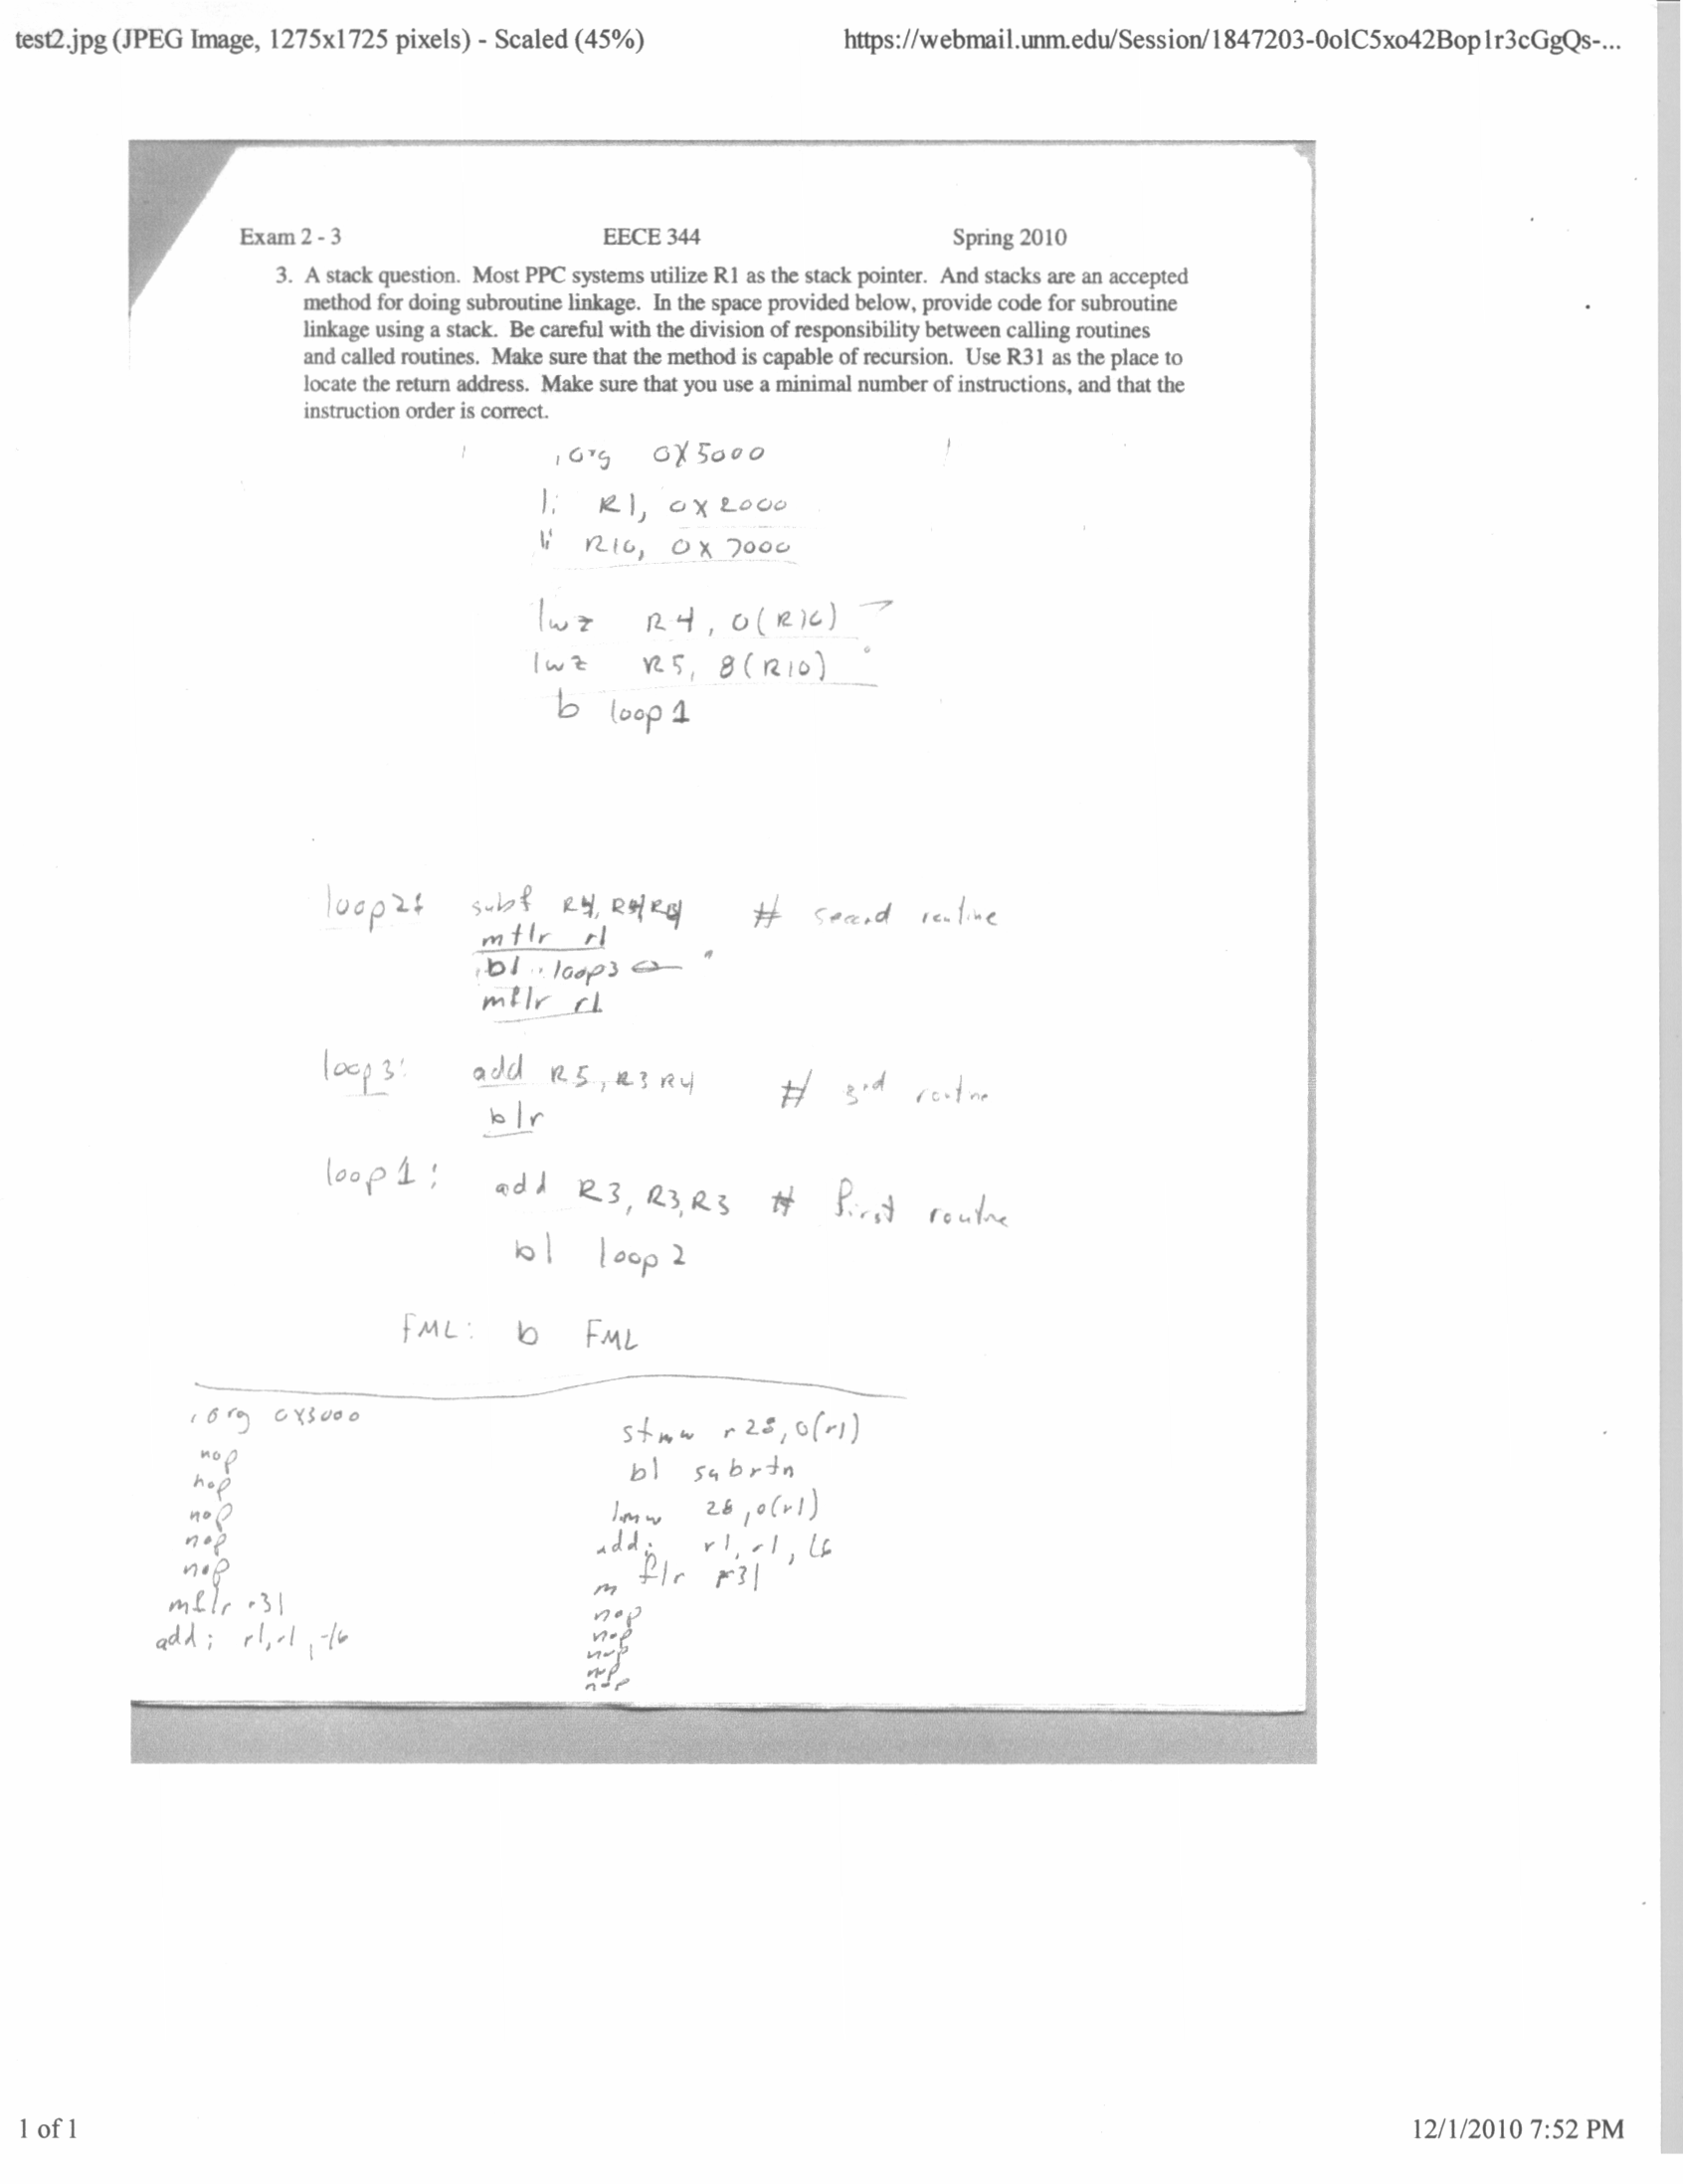 test2.jpg (JPEG Image, 1275x1725 pixels) - Scaled (45%) https://webmail.unm.edu/Session/1847203-0olC5xo42Bop1r3cGgQs-...
Exam 2 - 3 EECE 344 Spring 2010
3. A stack question. Most PPC systems utilize R1 as the stack pointer. And stacks are an accepted
method for doing subroutine linkage. In the space provided below, provide code for subroutine
linkage using a stack. Be careful with the division of responsibility between calling routines
and called routines. Make sure that the method is capable of recursion. Use R31 as the place to
locate the return address. Make sure that you use a minimal number of instructions, and that the
instruction order is correct.
.org 0X5000
li R1, 0x2000
li R10, 0x7000
lwz R4, 0(R10)
lwz R5, 8(R10)
b loop1
loop2: subf R4, # second routine
mtlr r1
bl loop3
mflr r1
loop3: add R5, R3 R4 # 3rd routine
blr
loop1: add R3, R3, R3 # first routine
bl loop2
FML: b FML
.org 0X3000
nop
nop
nop
nop
nop
mflr r31
addi r1, r1, -16
stmw r28, 0(r1)
bl subrtn
lmw 28, 0(r1)
addi r1, r1, 16
mflr r31
nop
nop
nop
nop
nop
1 of 1 12/1/2010 7:52 PM